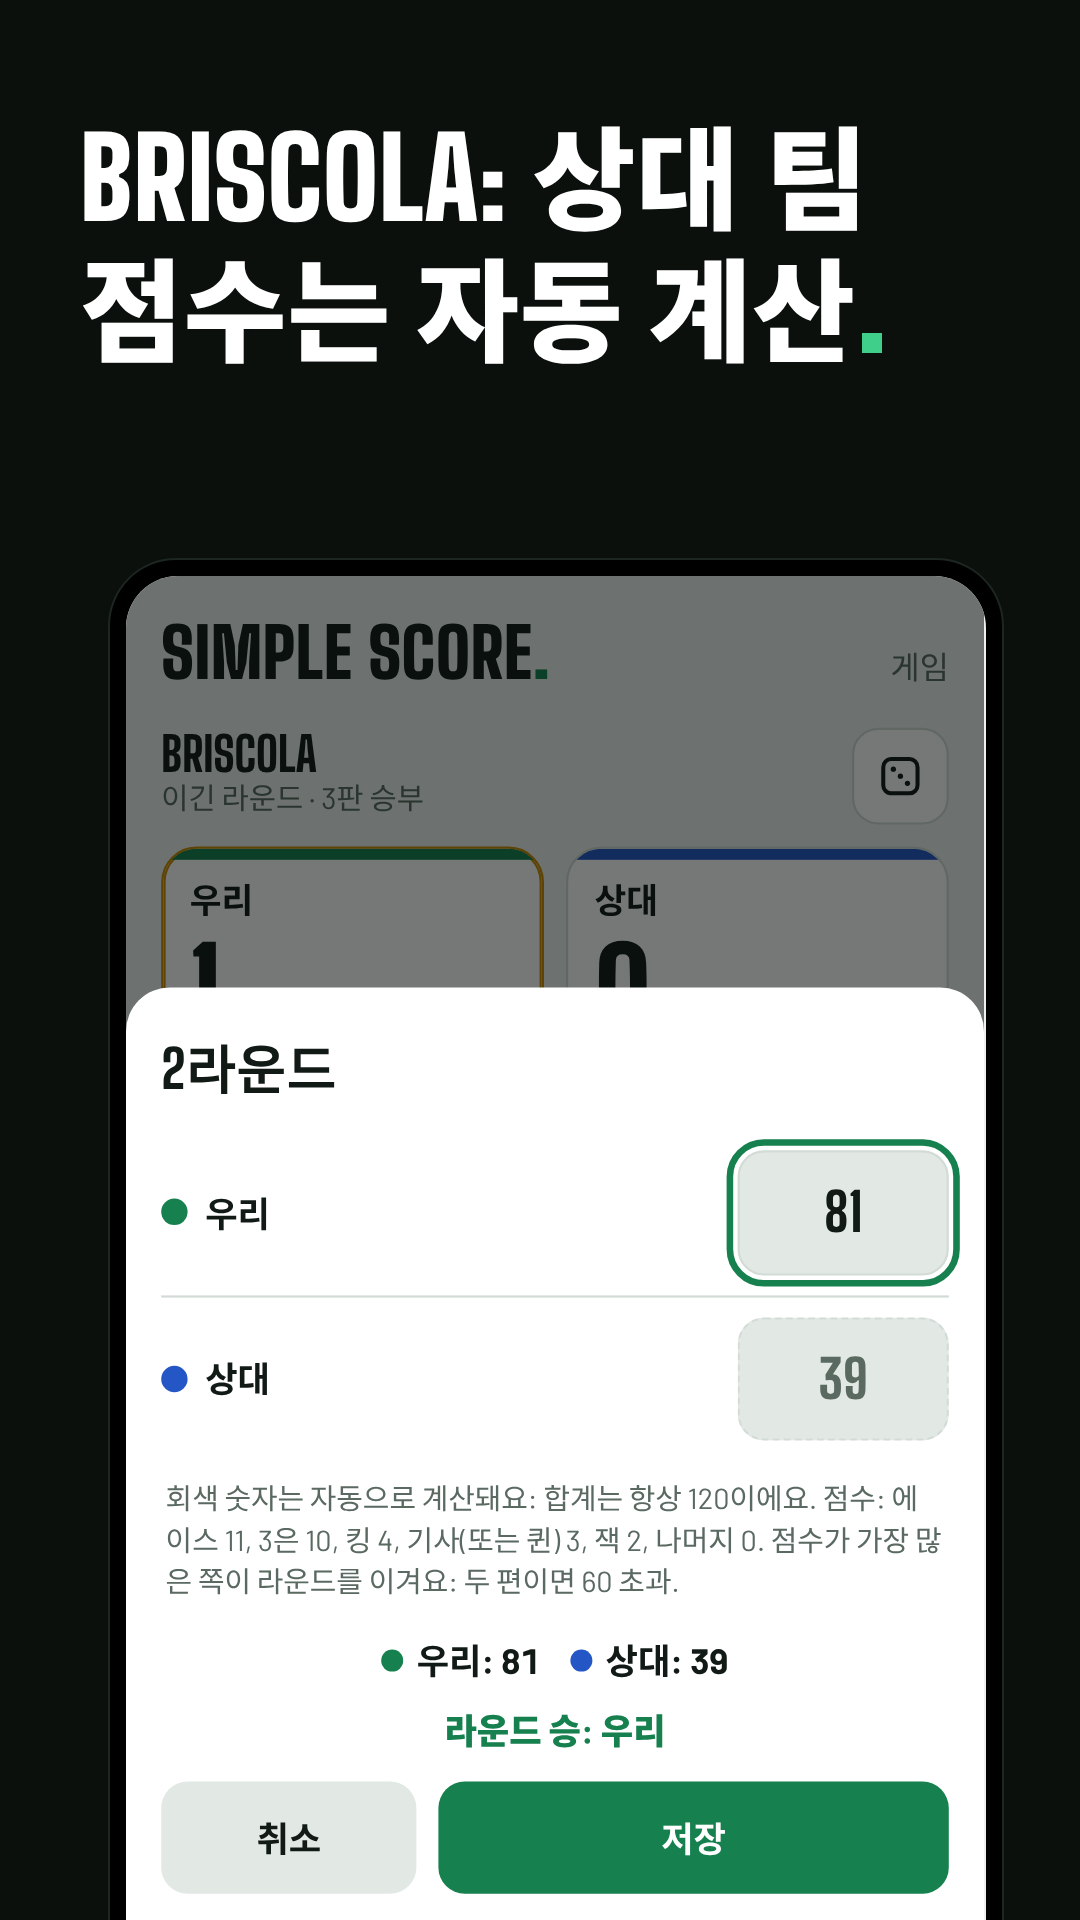 BRISCOLA: 상대 팀
점수는 자동 계산.
SIMPLE SCORE.
게임
BRISCOLA
이긴 라운드 · 3판 승부
우리
상대
1
0
2라운드
우리
81
상대
39
회색 숫자는 자동으로 계산돼요: 합계는 항상 120이에요. 점수: 에
이스 11, 3은 10, 킹 4, 기사(또는 퀸) 3, 잭 2, 나머지 0. 점수가 가장 많
은 쪽이 라운드를 이겨요: 두 편이면 60 초과.
우리: 81 상대: 39
라운드 승: 우리
취소
저장